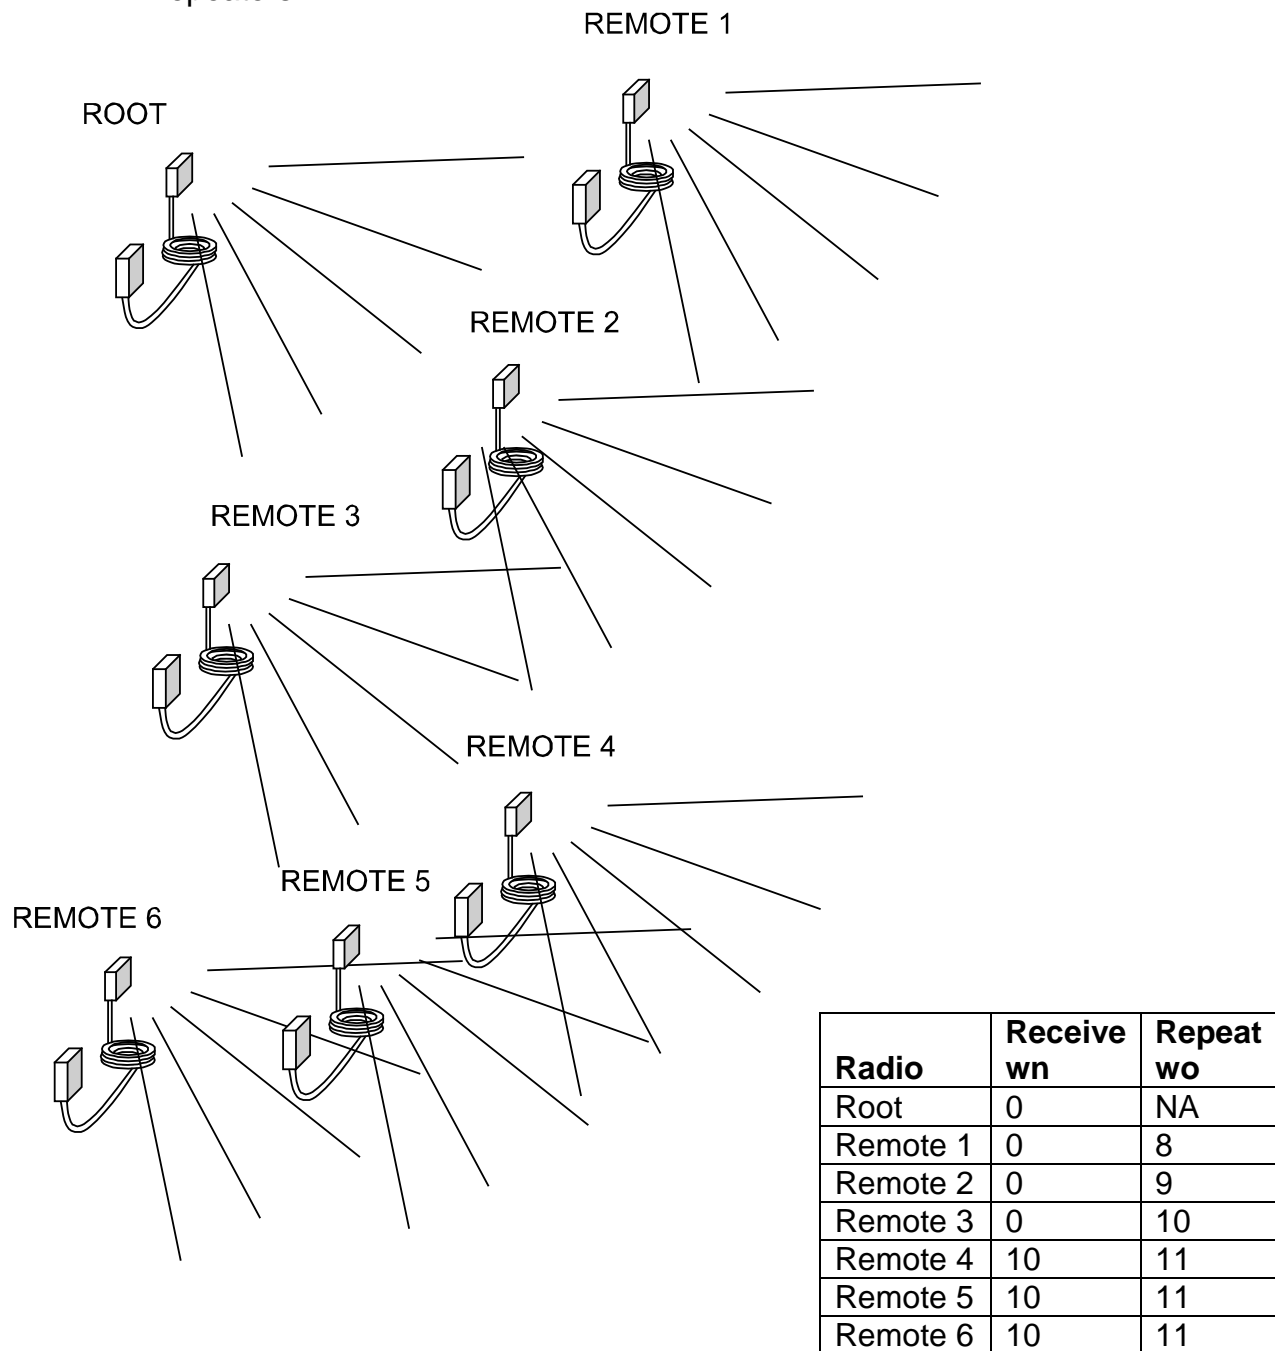 REMOTE 1
ROOT
REMOTE 2
REMOTE 3
REMOTE 4
REMOTE 5
REMOTE 6
Radio Receive wn Repeat wo
Root 0 NA
Remote 1 0 8
Remote 2 0 9
Remote 3 0 10
Remote 4 10 11
Remote 5 10 11
Remote 6 10 11